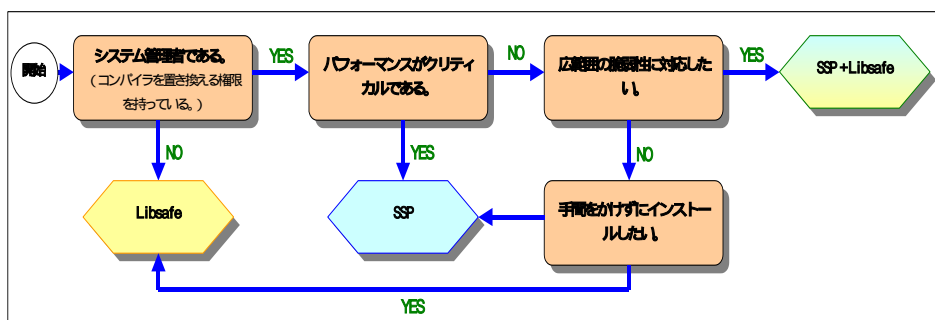 開始
システム管理者である。
(コンパイラを置き換える権限
を持っている。)
YES
パフォーマンスがクリティ
カルである。
NO
広範囲の脆弱性に対応した
い。
YES
SSP+Libsafe
NO
YES
NO
Libsafe
SSP
手間をかけずにインストー
ルしたい。
YES